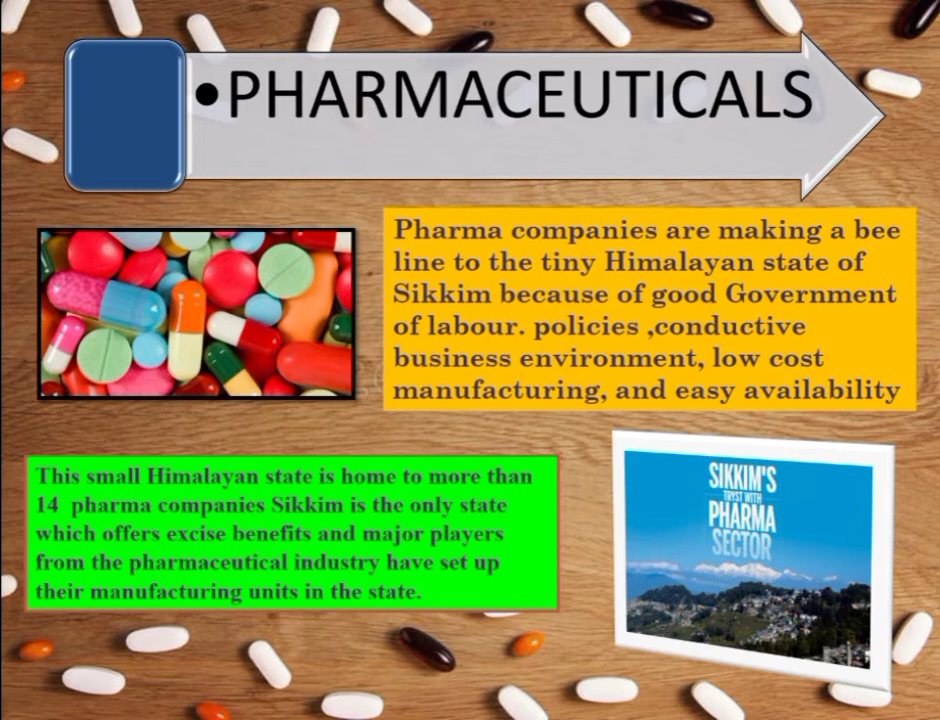 •PHARMACEUTICALS
Pharma companies are making a bee
line to the tiny Himalayan state of
Sikkim because of good Government
of labour. policies ,conductive
business environment, low cost
manufacturing, and easy availability
This small Himalayan state is home to more than
14 pharma companies Sikkim is the only state
which offers excise benefits and major players
from the pharmaceutical industry have set up
their manufacturing units in the state.
SIKKIM'S
TRYST WITH
PHARMA
SECTOR